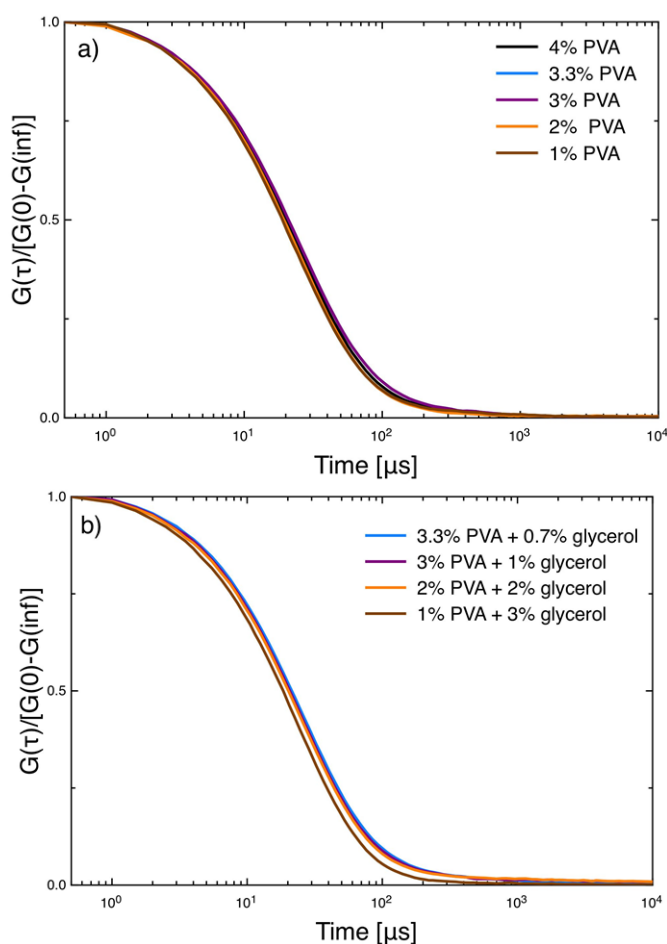 a)
4% PVA
3.3% PVA
3% PVA
2% PVA
1% PVA
G(τ)/[G(0)-G(inf)]
1.0
0.5
0.0
10⁰ 10¹ 10² 10³ 10⁴
Time [μs]
b)
3.3% PVA + 0.7% glycerol
3% PVA + 1% glycerol
2% PVA + 2% glycerol
1% PVA + 3% glycerol
G(τ)/[G(0)-G(inf)]
1.0
0.5
0.0
10⁰ 10¹ 10² 10³ 10⁴
Time [μs]